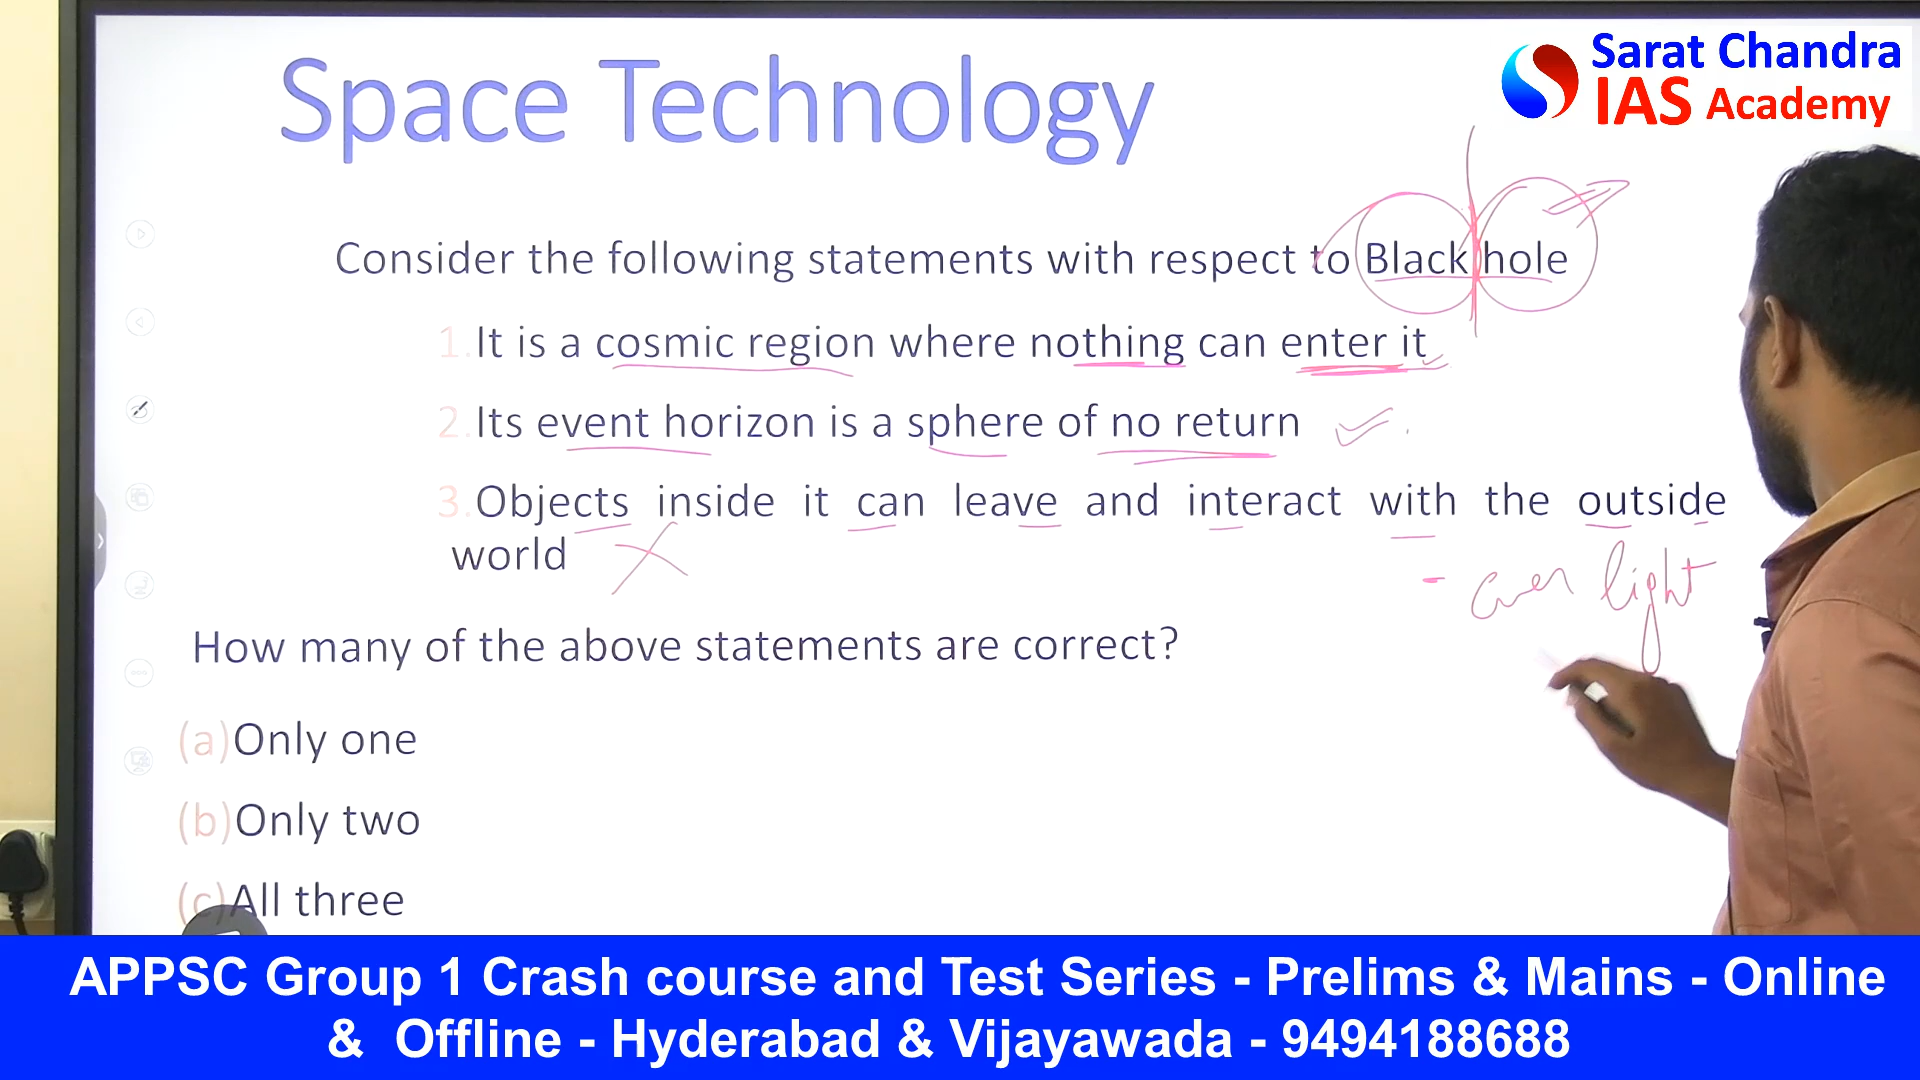 Space Technology
Sarat Chandra
IAS Academy
Consider the following statements with respect to Black hole
1.It is a cosmic region where nothing can enter it
2.Its event horizon is a sphere of no return
3.Objects inside it can leave and interact with the outside
world
- even light
How many of the above statements are correct?
(a)Only one
(b)Only two
(c)All three
APPSC Group 1 Crash course and Test Series - Prelims & Mains - Online
& Offline - Hyderabad & Vijayawada - 9494188688